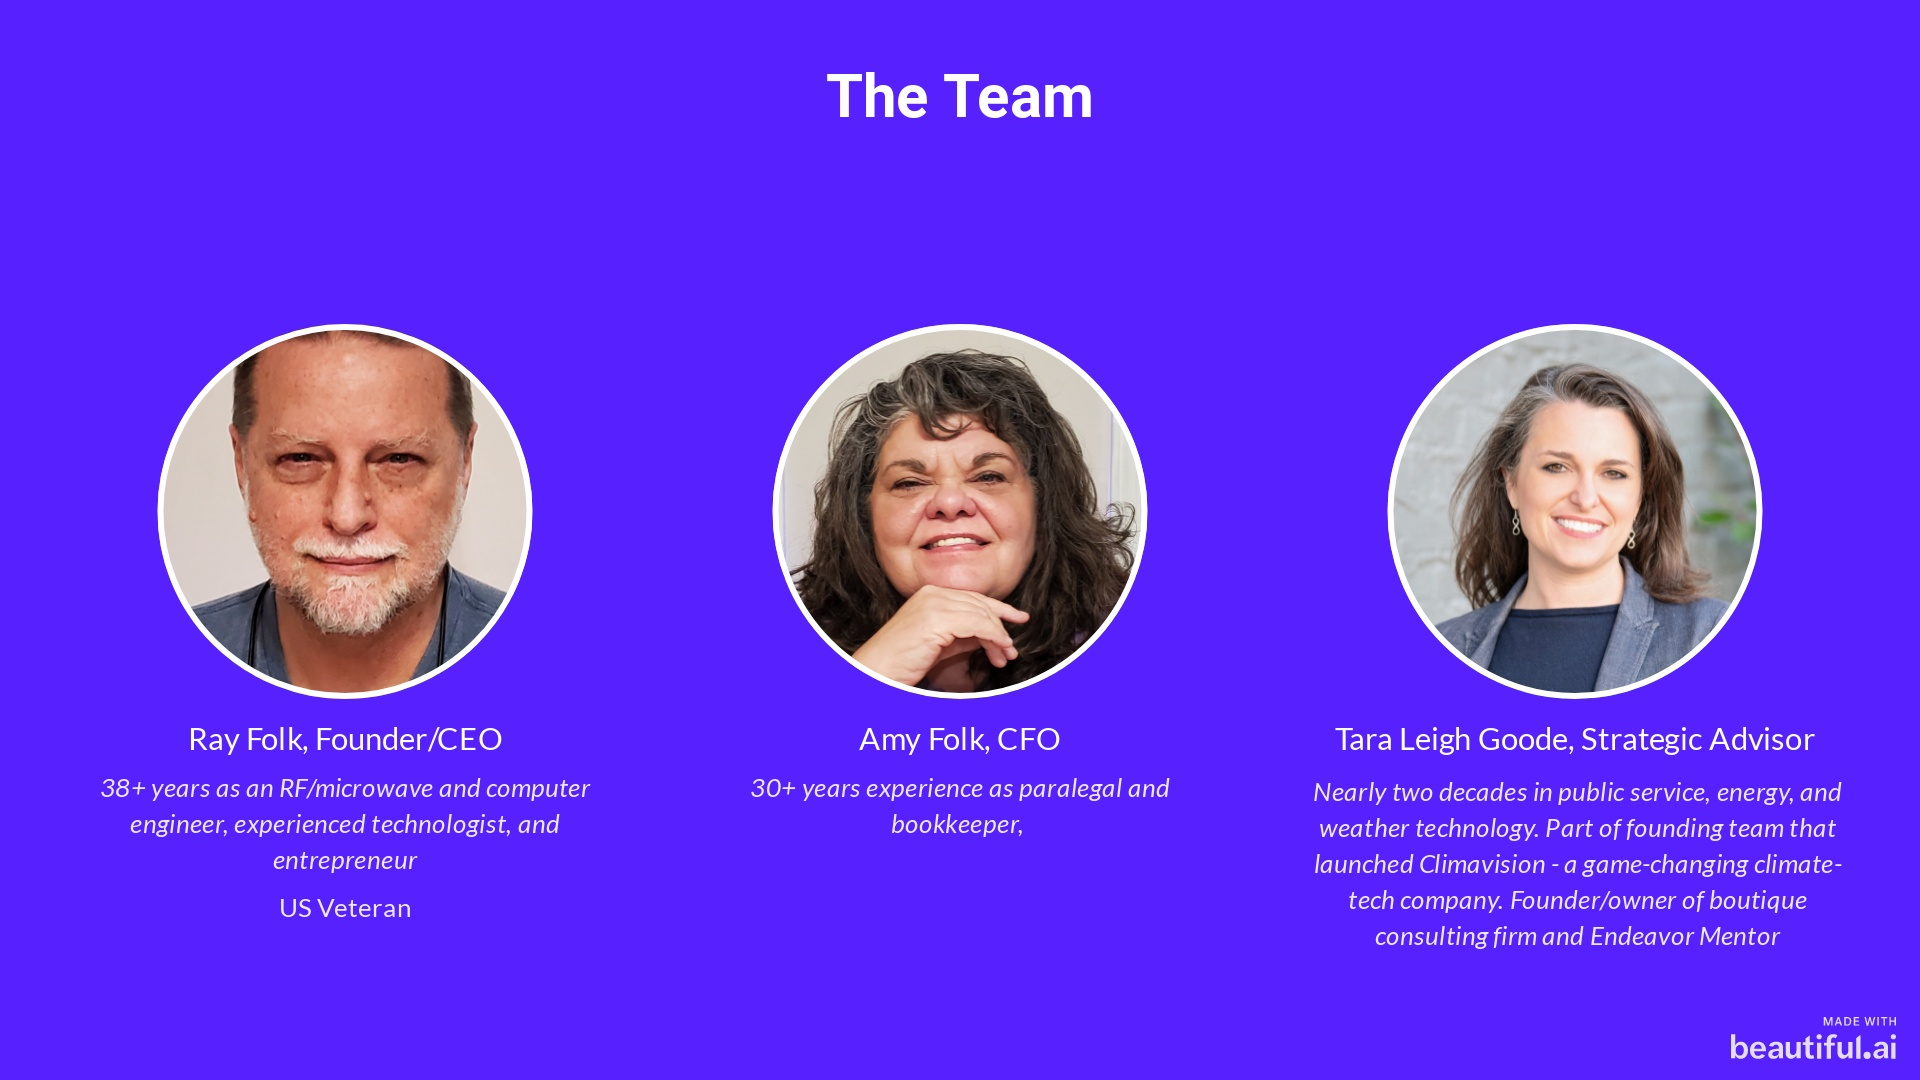 The Team
Ray Folk, Founder/CEO
38+ years as an RF/microwave and computer
engineer, experienced technologist, and
entrepreneur
US Veteran
Amy Folk, CFO
30+ years experience as paralegal and
bookkeeper,
Tara Leigh Goode, Strategic Advisor
Nearly two decades in public service, energy, and
weather technology. Part of founding team that
launched Climavision - a game-changing climate-
tech company. Founder/owner of boutique
consulting firm and Endeavor Mentor
MADE WITH
beautiful.ai